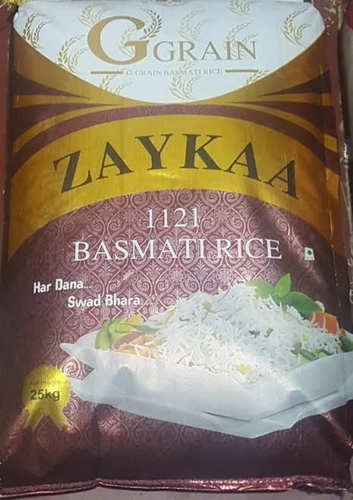 G GRAIN
G GRAIN BASMATI RICE
ZAYKAA
1121
BASMATI RICE
Har Dana...
Swad Bhara...
25kg